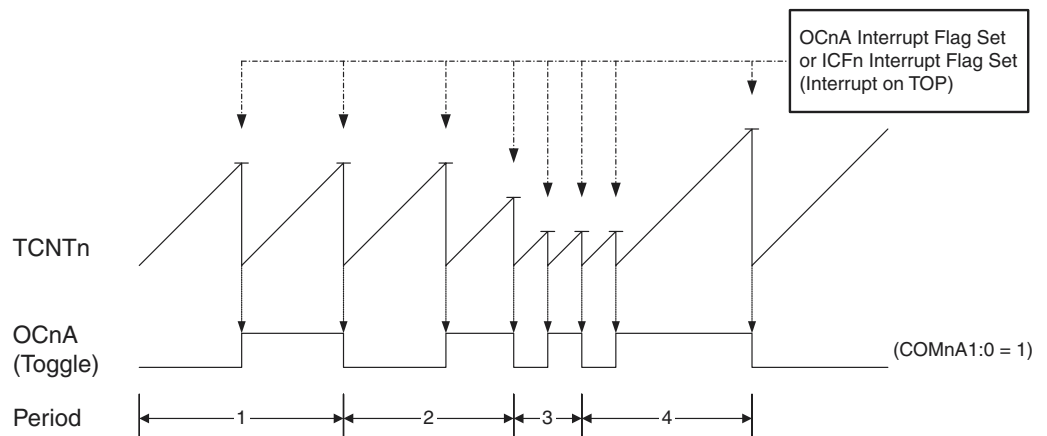 OCnA Interrupt Flag Set
or ICFn Interrupt Flag Set
(Interrupt on TOP)
TCNTn
OCnA
(Toggle)
(COMnA1:0 = 1)
Period
1
2
3
4